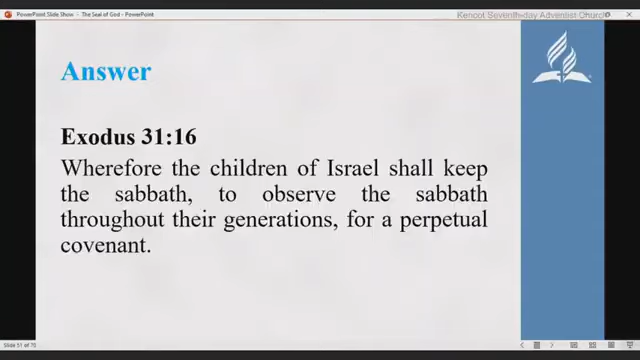 PowerPoint Slide Show - The Seal of God - PowerPoint
Kencot Seventh-day Adventist Church
Answer
Exodus 31:16
Wherefore the children of Israel shall keep
the sabbath, to observe the sabbath
throughout their generations, for a perpetual
covenant.
Slide 51 of 70